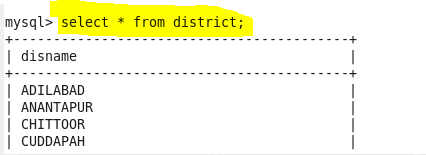 mysql> select * from district;
+------------------------------------------+
| disname                                  |
+------------------------------------------+
| ADILABAD                                 |
| ANANTAPUR                                |
| CHITTOOR                                 |
| CUDDAPAH                                 |